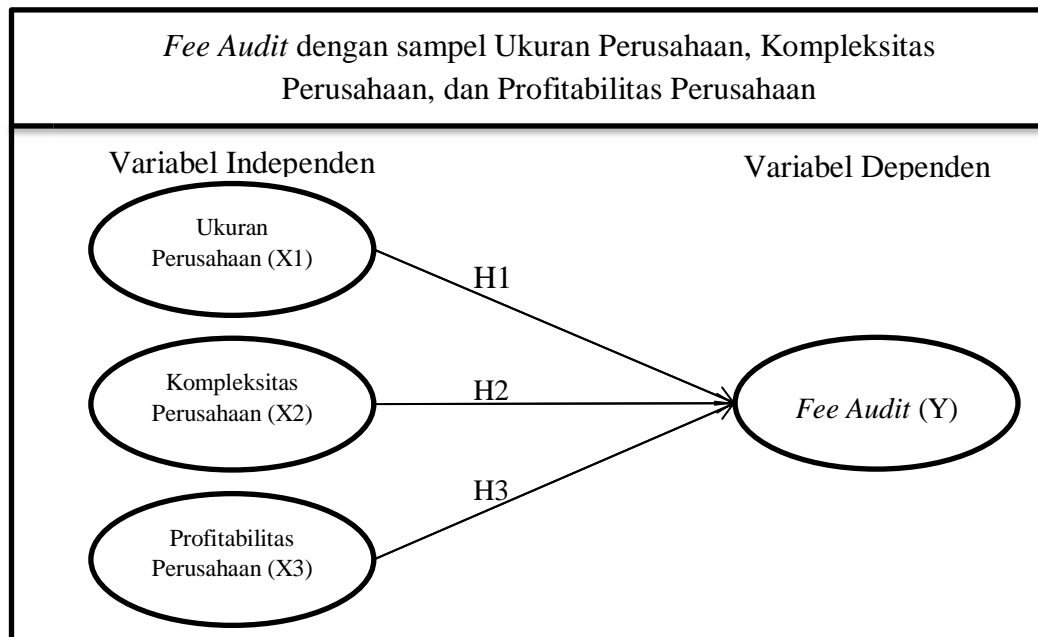 Fee Audit dengan sampel Ukuran Perusahaan, Kompleksitas
Perusahaan, dan Profitabilitas Perusahaan
Variabel Independen
Variabel Dependen
Ukuran
Perusahaan (X1)
H1
Kompleksitas
Perusahaan (X2)
H2
Fee Audit (Y)
H3
Profitabilitas
Perusahaan (X3)